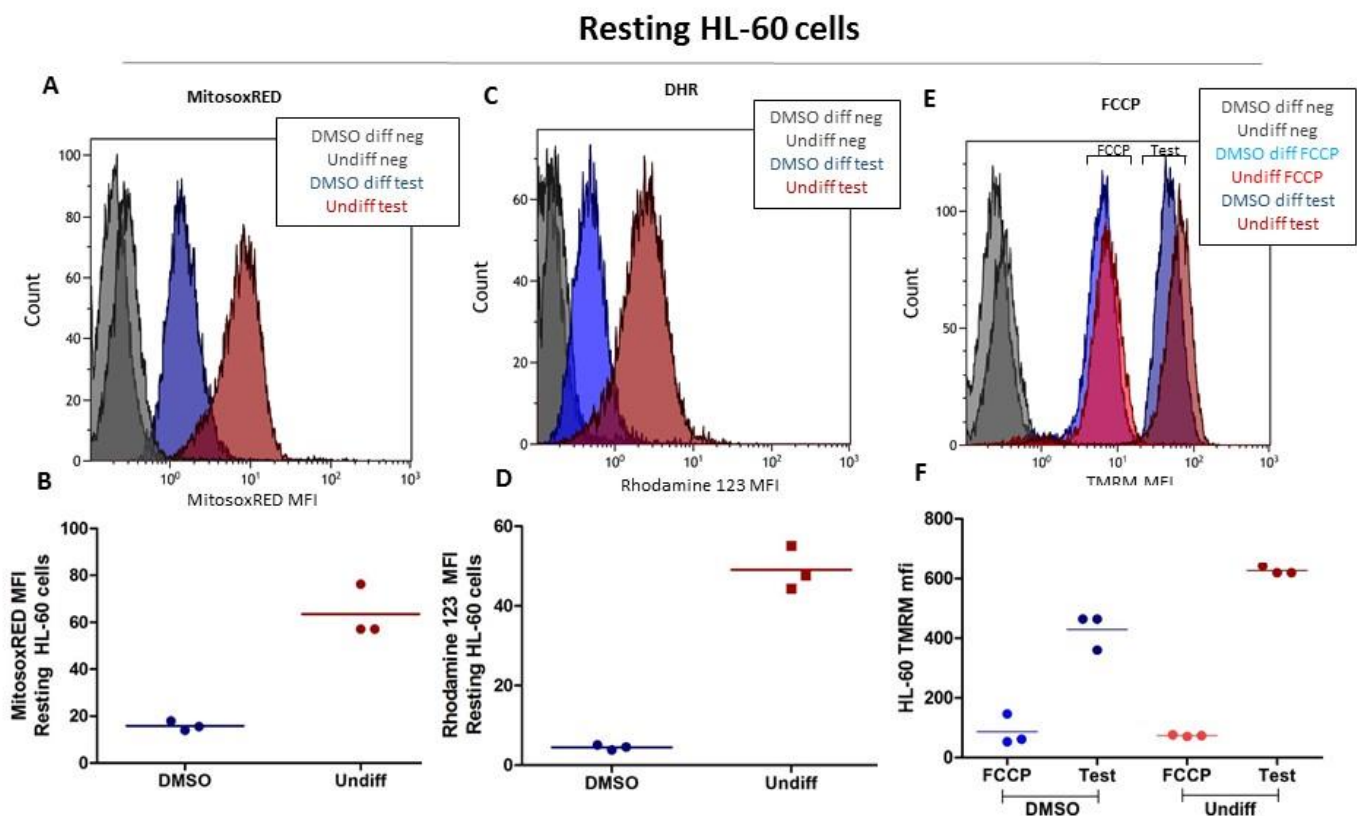 Resting HL-60 cells
A
MitosoxRED
DMSO diff neg
Undiff neg
DMSO diff test
Undiff test
Count
100
80
60
40
20
0
10⁰
10¹
10²
10³
MitosoxRED MFI
C
DHR
DMSO diff neg
Undiff neg
DMSO diff test
Undiff test
Count
60
40
20
0
10⁰
10¹
10²
10³
Rhodamine 123 MFI
E
FCCP
DMSO diff neg
Undiff neg
DMSO diff FCCP
Undiff FCCP
DMSO diff test
Undiff test
FCCP
Test
Count
100
50
0
10⁰
10¹
10²
10³
TMRM MFI
B
MitosoxRED MFI
Resting HL-60 cells
100
80
60
40
20
0
DMSO
Undiff
D
Rhodamine 123 MFI
Resting HL-60 cells
60
40
20
0
DMSO
Undiff
F
HL-60 TMRM mfi
800
600
400
200
0
FCCP
Test
FCCP
Test
DMSO
Undiff